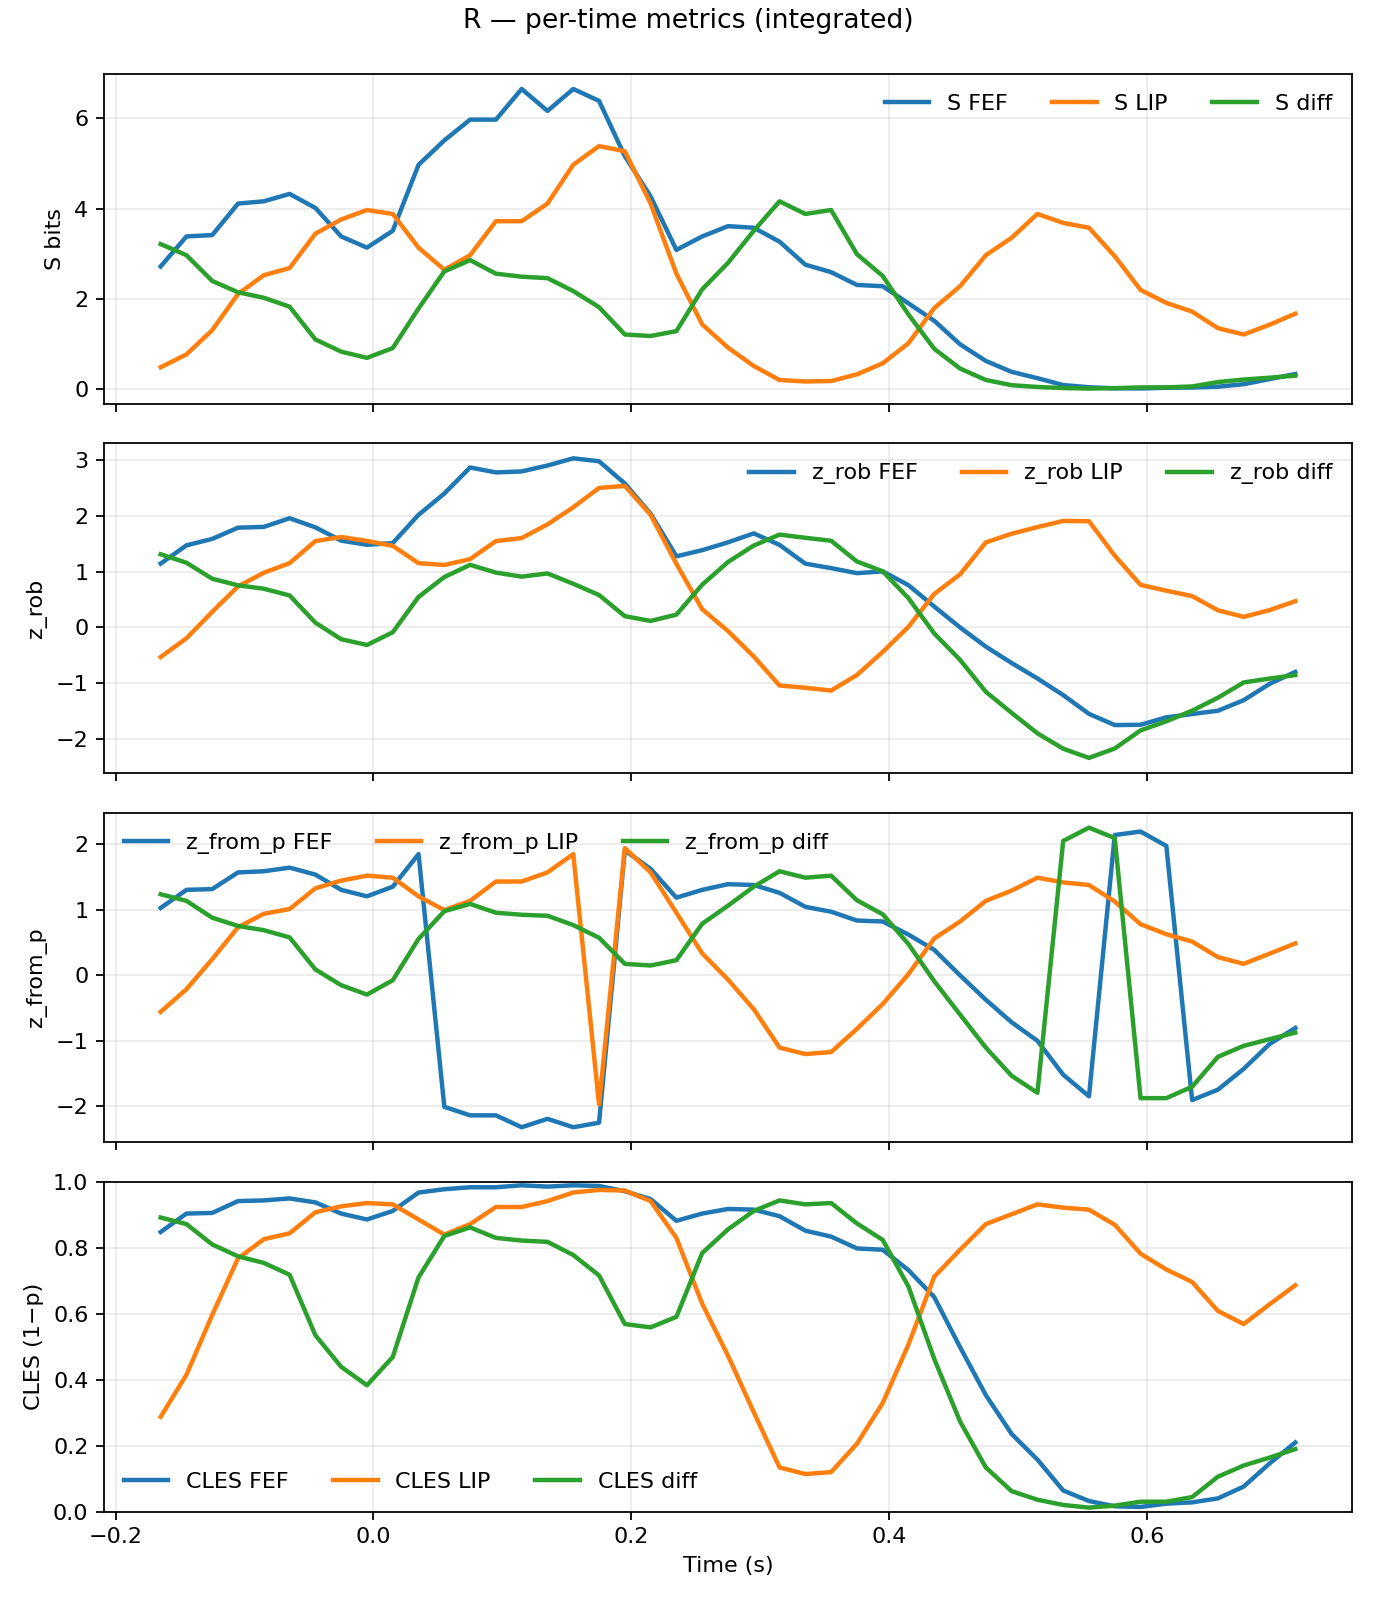 R — per-time metrics (integrated)
S FEF S LIP S diff
6
4
2
0
S bits
z_rob FEF z_rob LIP z_rob diff
3
2
1
0
−1
−2
z_rob
z_from_p FEF z_from_p LIP z_from_p diff
2
1
0
−1
−2
z_from_p
1.0
0.8
0.6
0.4
0.2
0.0
CLES (1−p)
CLES FEF CLES LIP CLES diff
−0.2 0.0 0.2 0.4 0.6
Time (s)